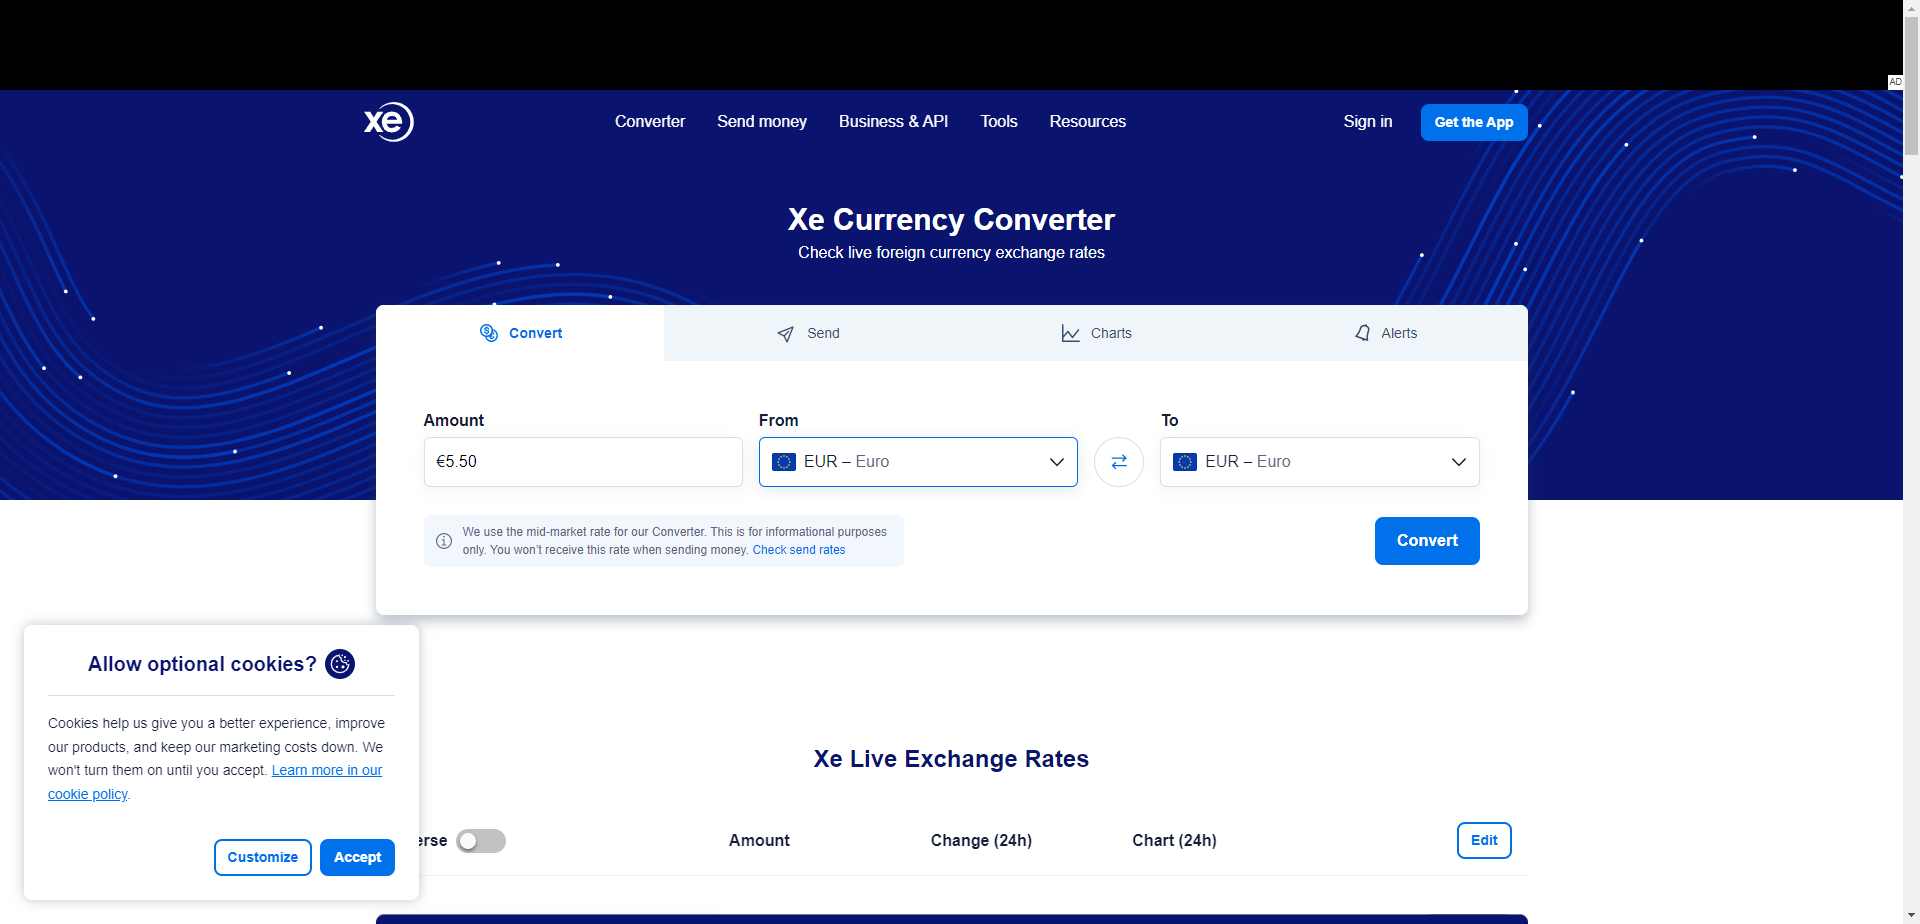 AD
xe
Converter Send money Business & API Tools Resources Sign in Get the App
Xe Currency Converter
Check live foreign currency exchange rates
Convert Send Charts Alerts
Amount From To
€5.50 EUR – Euro EUR – Euro
We use the mid-market rate for our Converter. This is for informational purposes
only. You won’t receive this rate when sending money. Check send rates
Convert
Allow optional cookies?
Cookies help us give you a better experience, improve
our products, and keep our marketing costs down. We
won't turn them on until you accept. Learn more in our
cookie policy.
Customize Accept
Xe Live Exchange Rates
erse Amount Change (24h) Chart (24h) Edit